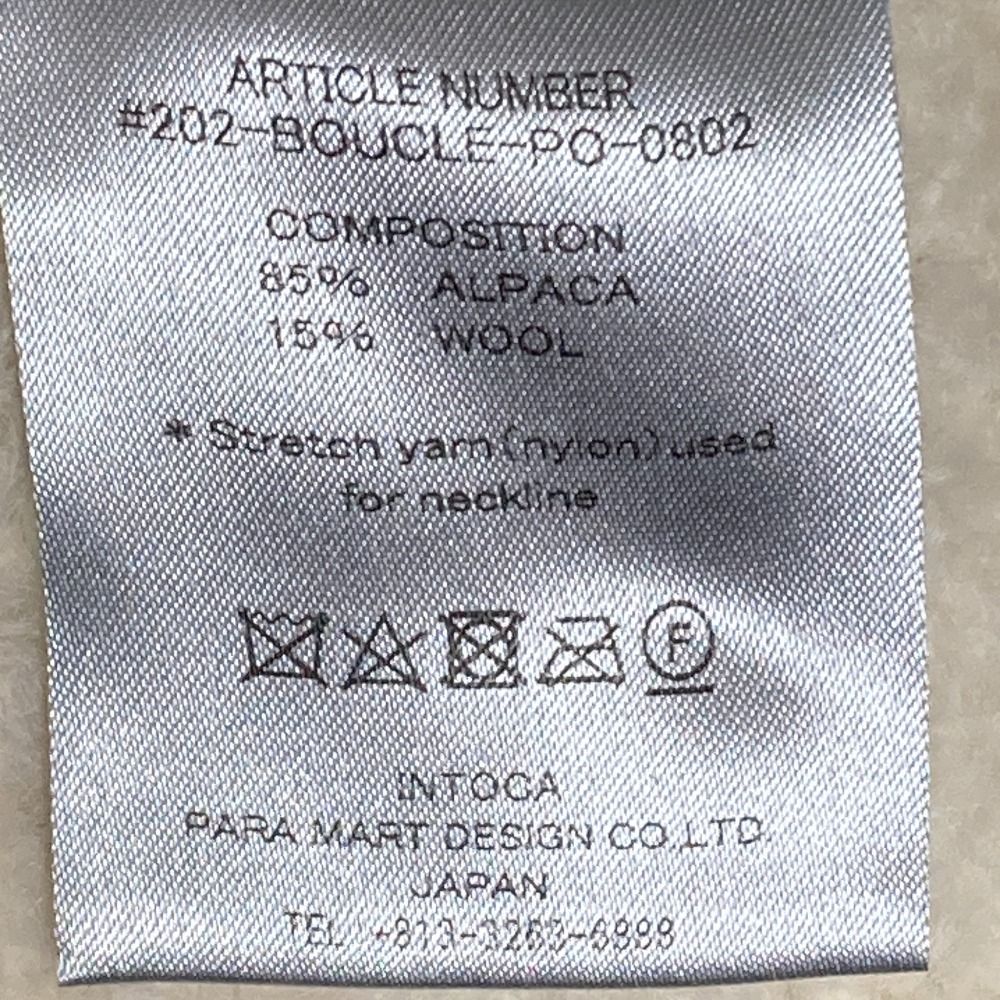 ARTICLE NUMBER
#202-BOUCLE-PO-0802
COMPOSITION
85% ALPACA
15% WOOL
* Stretch yarn(nylon)used
for neckline
F
INTOCA
PARA MART DESIGN CO.,LTD
JAPAN
TEL +813-3263-6888